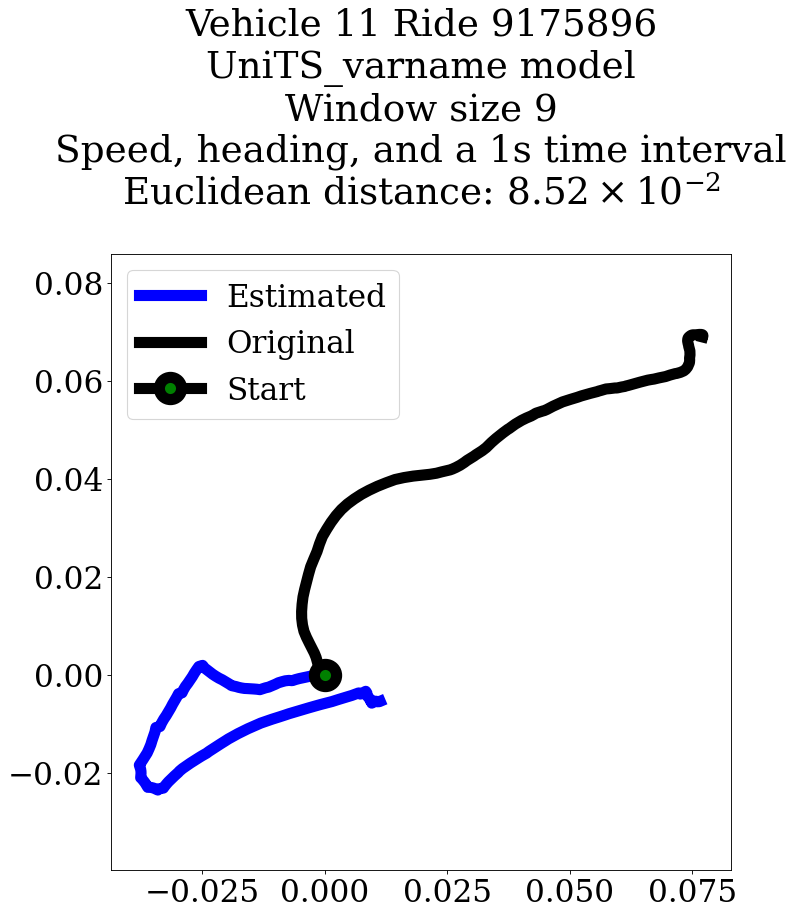 Vehicle 11 Ride 9175896
UniTS_varname model
Window size 9
Speed, heading, and a 1s time interval
Euclidean distance: 8.52 × 10⁻²
Estimated
Original
Start
0.08
0.06
0.04
0.02
0.00
−0.02
−0.025 0.000 0.025 0.050 0.075